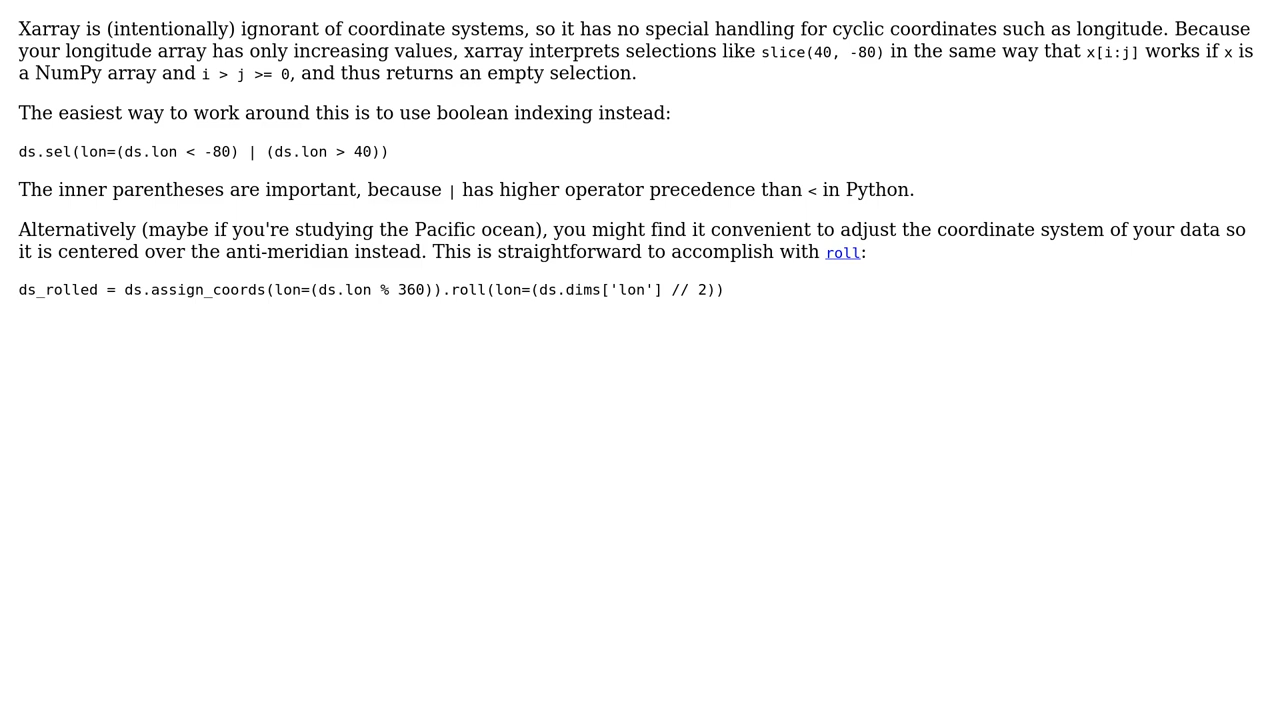 Xarray is (intentionally) ignorant of coordinate systems, so it has no special handling for cyclic coordinates such as longitude. Because
your longitude array has only increasing values, xarray interprets selections like slice(40, -80) in the same way that x[i:j] works if x is
a NumPy array and i > j >= 0, and thus returns an empty selection.
The easiest way to work around this is to use boolean indexing instead:
ds.sel(lon=(ds.lon < -80) | (ds.lon > 40))
The inner parentheses are important, because | has higher operator precedence than < in Python.
Alternatively (maybe if you're studying the Pacific ocean), you might find it convenient to adjust the coordinate system of your data so
it is centered over the anti-meridian instead. This is straightforward to accomplish with roll:
ds_rolled = ds.assign_coords(lon=(ds.lon % 360)).roll(lon=(ds.dims['lon'] // 2))